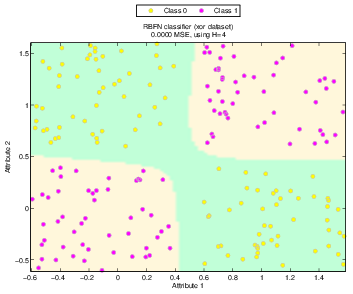 Class 0 Class 1
RBFN classifier (xor dataset)
0.0000 MSE, using H=4
1.5
1
0.5
0
-0.5
Attribute 2
-0.6 -0.4 -0.2 0 0.2 0.4 0.6 0.8 1 1.2 1.4
Attribute 1